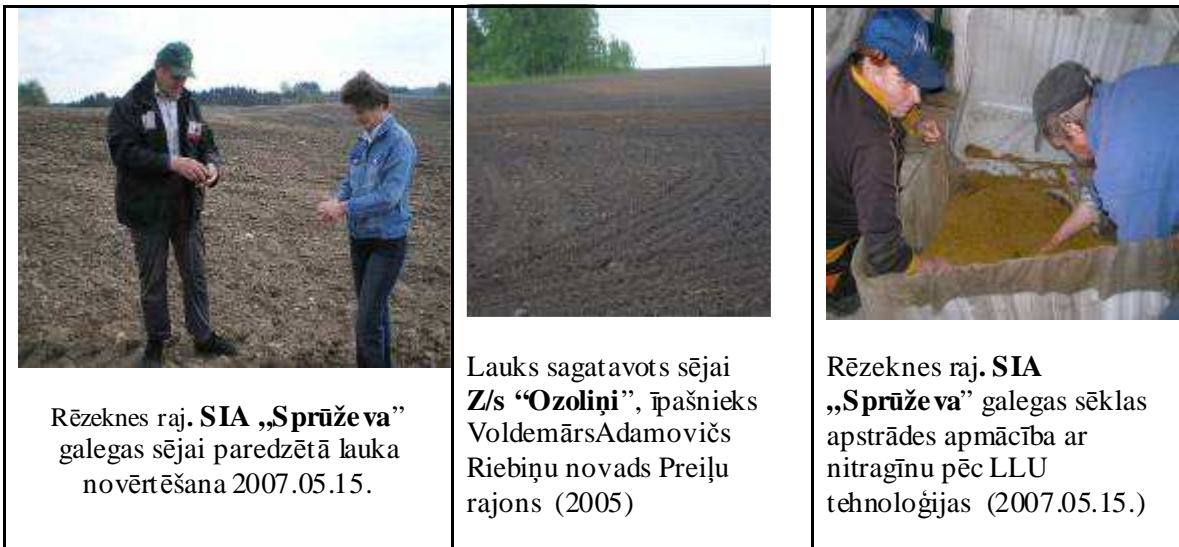 Rēzeknes raj. SIA „Sprūževa”
galegas sējai paredzētā lauka
novērtēšana 2007.05.15.
Lauks sagatavots sējai
Z/s “Ozoliņi”, īpašnieks
VoldemārsAdamovičs
Riebiņu novads Preiļu
rajons (2005)
Rēzeknes raj. SIA
„Sprūževa” galegas sēklas
apstrādes apmācība ar
nitragīnu pēc LLU
tehnoloģijas (2007.05.15.)